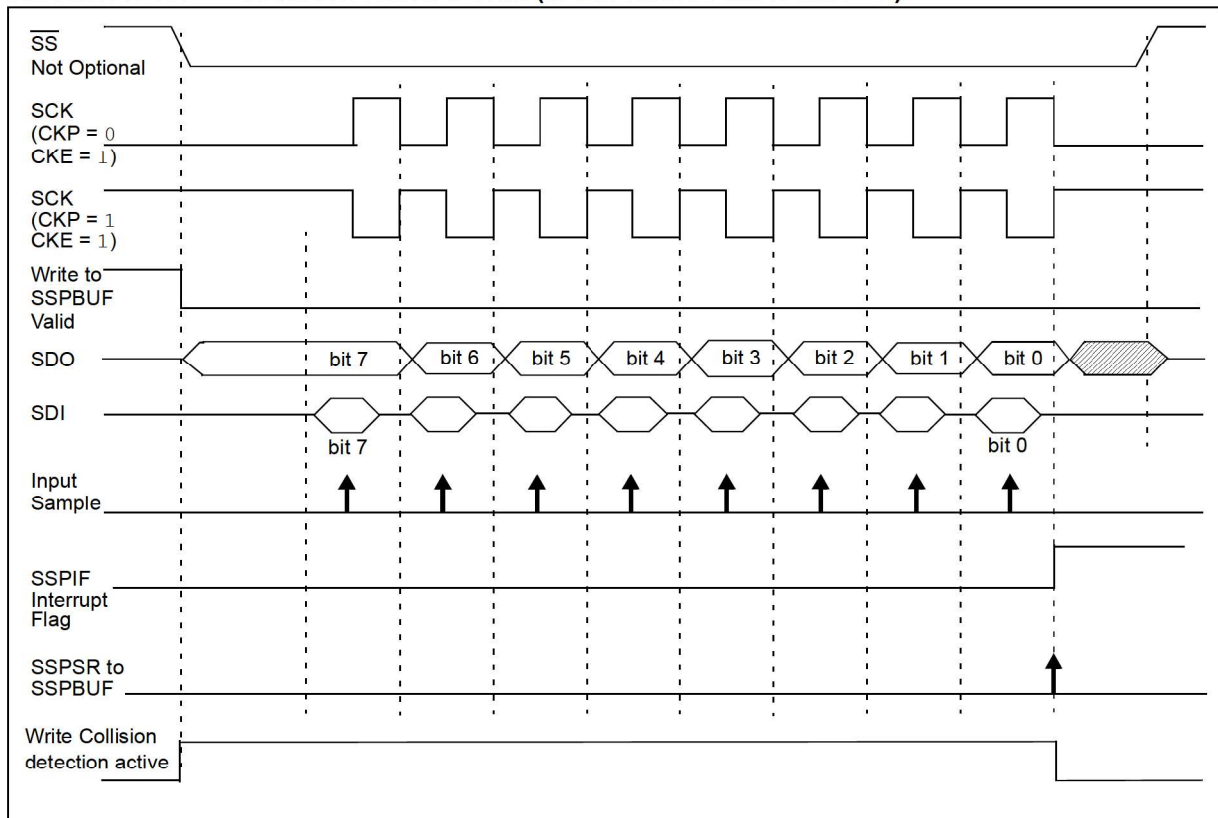 SS
Not Optional
SCK
(CKP = 0
CKE = 1)
SCK
(CKP = 1
CKE = 1)
Write to
SSPBUF
Valid
SDO
bit 7
bit 6
bit 5
bit 4
bit 3
bit 2
bit 1
bit 0
SDI
bit 7
bit 0
Input
Sample
SSPIF
Interrupt
Flag
SSPSR to
SSPBUF
Write Collision
detection active